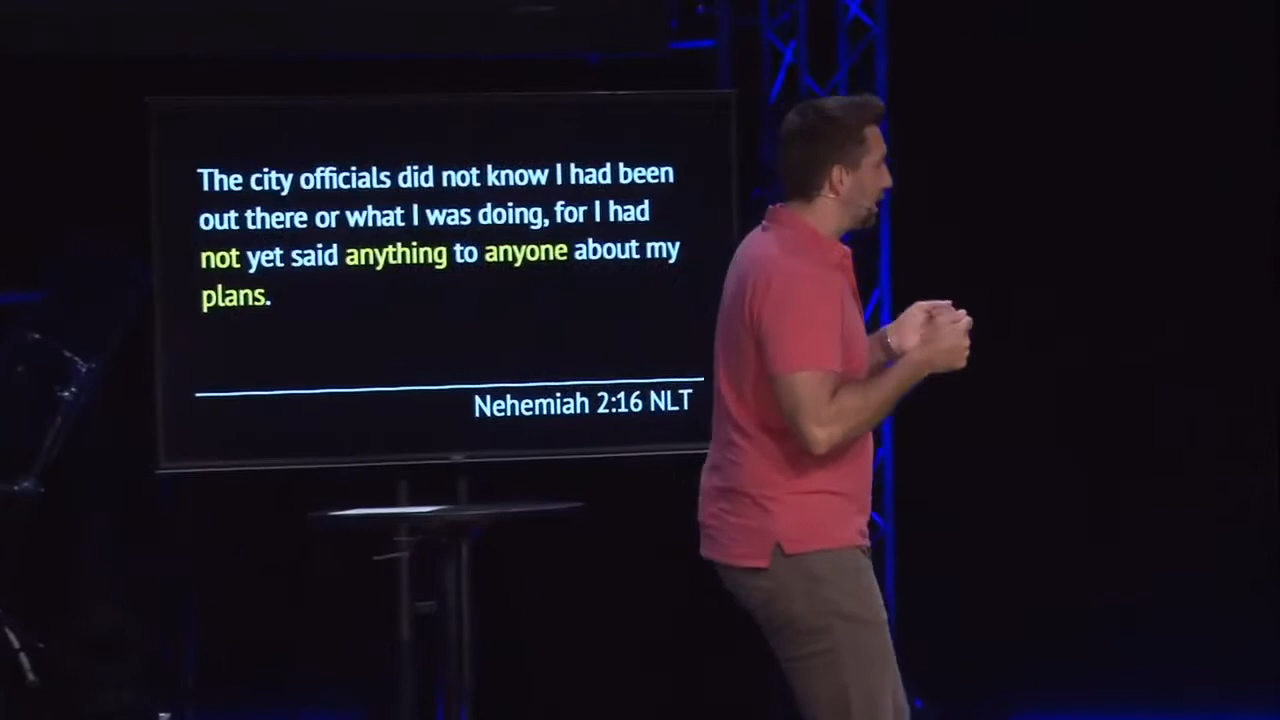 The city officials did not know I had been
out there or what I was doing, for I had
not yet said anything to anyone about my
plans.
Nehemiah 2:16 NLT